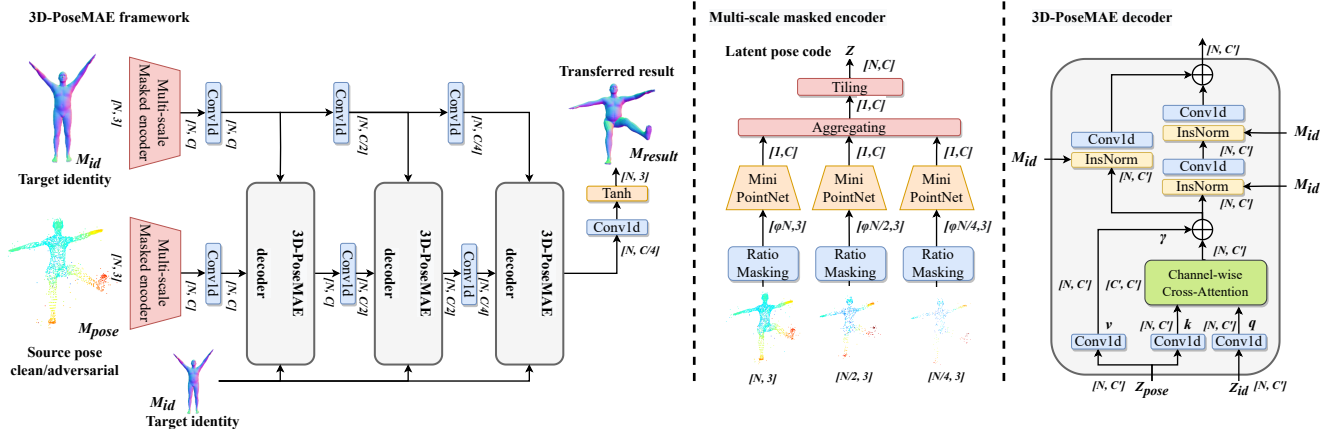 3D-PoseMAE framework
Multi-scale
Masked encoder
[N, 3]
M_id
Target identity
[N, C]
Conv1d
[N, C]
Conv1d
[N, C/2]
Conv1d
[N, C/4]
Transferred result
M_result
[N, 3]
Tanh
Conv1d
[N, C/4]
3D-PoseMAE
decoder
3D-PoseMAE
decoder
3D-PoseMAE
decoder
[N, 3]
Multi-scale
Masked encoder
M_pose
Source pose
clean/adversarial
[N, C]
Conv1d
[N, C]
[N, C]
Conv1d
[N, C/2]
[N, C/2]
Conv1d
[N, C/4]
M_id
Target identity
Multi-scale masked encoder
Latent pose code
Z
[N,C]
Tiling
[1,C]
Aggregating
[1,C] [1,C] [1,C]
Mini
PointNet
Mini
PointNet
Mini
PointNet
[φN,3] [φN/2,3] [φN/4,3]
Ratio
Masking
Ratio
Masking
Ratio
Masking
[N, 3] [N/2, 3] [N/4, 3]
3D-PoseMAE decoder
[N, C']
Conv1d
Conv1d
InsNorm
M_id
M_id
InsNorm
[N, C']
Conv1d
[N, C']
InsNorm
M_id
[N, C']
γ
[N, C']
[N, C'] [C', C']
Channel-wise
Cross-Attention
v [N, C'] k [N, C'] q
Conv1d Conv1d Conv1d
[N, C'] Z_pose Z_id [N, C']